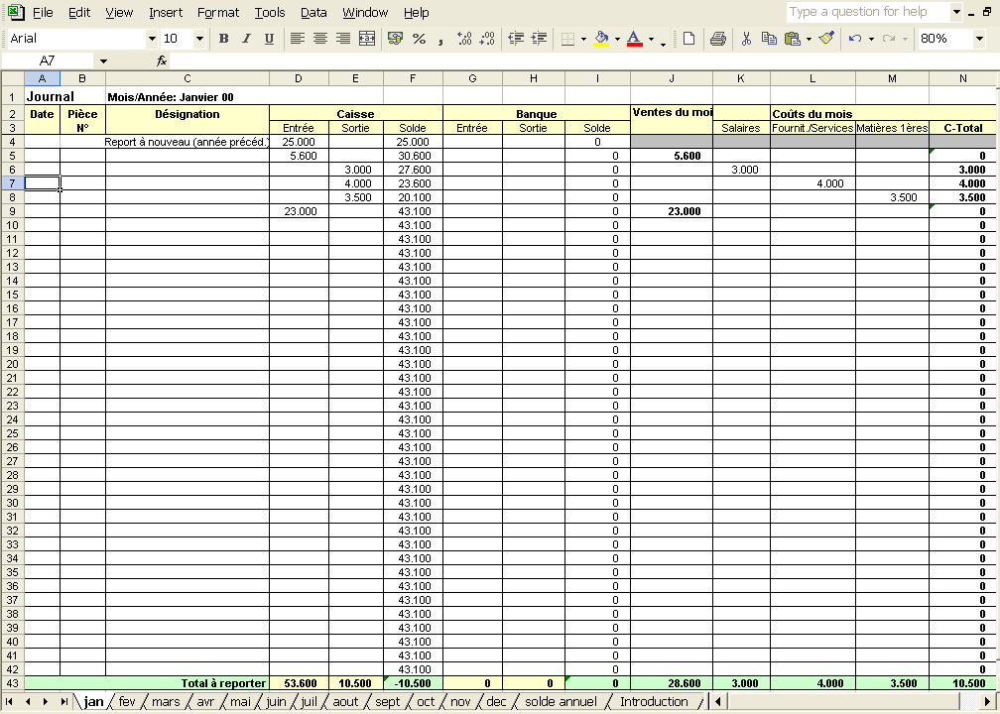 File Edit View Insert Format Tools Data Window Help Type a question for help
Arial 10 B I U % , 80%
A7 fx
A B C D E F G H I J K L M N
1 Journal Mois/Année: Janvier 00
2 Date Pièce Désignation Caisse Banque Ventes du moi Coûts du mois
3 N° Entrée Sortie Solde Entrée Sortie Solde Salaires Fournit./Services Matières 1ères C-Total
4 Report à nouveau (année précéd.) 25.000 25.000 0
5 5.600 30.600 0 5.600 0
6 3.000 27.600 0 3.000 3.000
7 4.000 23.600 0 4.000 4.000
8 3.500 20.100 0 3.500 3.500
9 23.000 43.100 0 23.000 0
10 43.100 0 0
11 43.100 0 0
12 43.100 0 0
13 43.100 0 0
14 43.100 0 0
15 43.100 0 0
16 43.100 0 0
17 43.100 0 0
18 43.100 0 0
19 43.100 0 0
20 43.100 0 0
21 43.100 0 0
22 43.100 0 0
23 43.100 0 0
24 43.100 0 0
25 43.100 0 0
26 43.100 0 0
27 43.100 0 0
28 43.100 0 0
29 43.100 0 0
30 43.100 0 0
31 43.100 0 0
32 43.100 0 0
33 43.100 0 0
34 43.100 0 0
35 43.100 0 0
36 43.100 0 0
37 43.100 0 0
38 43.100 0 0
39 43.100 0 0
40 43.100 0 0
41 43.100 0 0
42 43.100 0 0
43 Total à reporter 53.600 10.500 -10.500 0 0 0 28.600 3.000 4.000 3.500 10.500
jan fev mars avr mai juin juil aout sept oct nov dec solde annuel Introduction